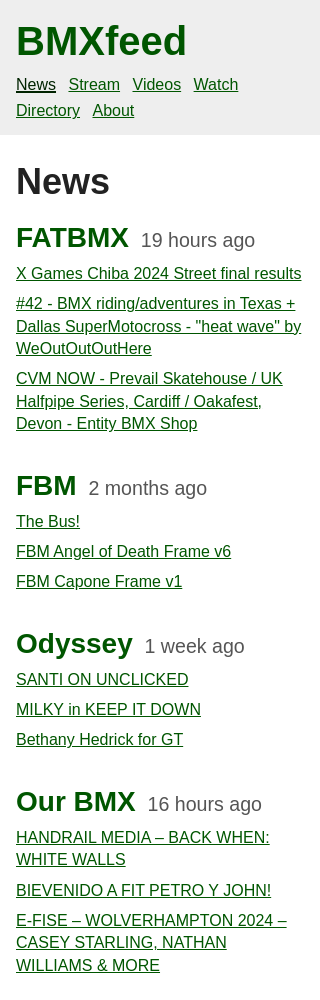 BMXfeed
News Stream Videos Watch
Directory About
News
FATBMX 19 hours ago
X Games Chiba 2024 Street final results
#42 - BMX riding/adventures in Texas +
Dallas SuperMotocross - "heat wave" by
WeOutOutOutHere
CVM NOW - Prevail Skatehouse / UK
Halfpipe Series, Cardiff / Oakafest,
Devon - Entity BMX Shop
FBM 2 months ago
The Bus!
FBM Angel of Death Frame v6
FBM Capone Frame v1
Odyssey 1 week ago
SANTI ON UNCLICKED
MILKY in KEEP IT DOWN
Bethany Hedrick for GT
Our BMX 16 hours ago
HANDRAIL MEDIA – BACK WHEN:
WHITE WALLS
BIEVENIDO A FIT PETRO Y JOHN!
E-FISE – WOLVERHAMPTON 2024 –
CASEY STARLING, NATHAN
WILLIAMS & MORE